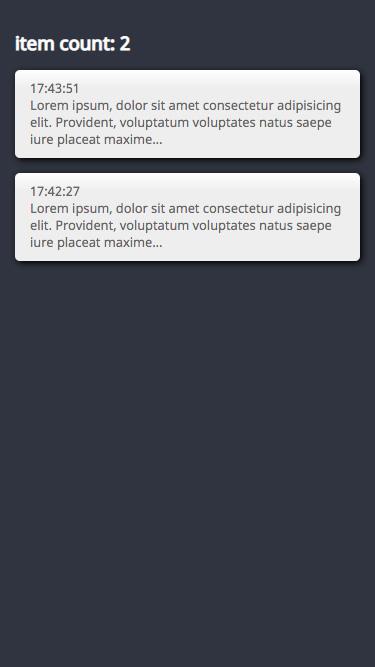 item count: 2
17:43:51
Lorem ipsum, dolor sit amet consectetur adipisicing
elit. Provident, voluptatum voluptates natus saepe
iure placeat maxime...
17:42:27
Lorem ipsum, dolor sit amet consectetur adipisicing
elit. Provident, voluptatum voluptates natus saepe
iure placeat maxime...